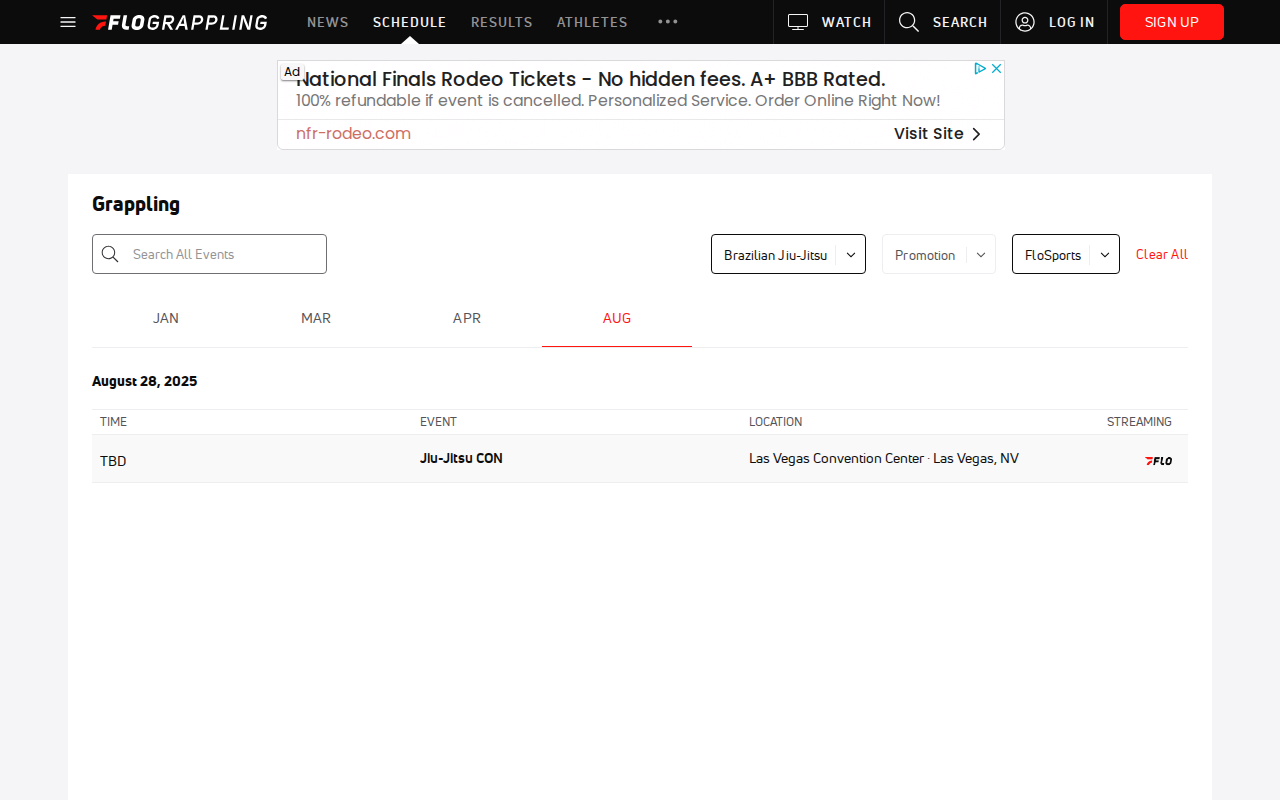 FLOGRAPPLING NEWS SCHEDULE RESULTS ATHLETES ••• WATCH SEARCH LOG IN SIGN UP
Ad
National Finals Rodeo Tickets - No hidden fees. A+ BBB Rated.
100% refundable if event is cancelled. Personalized Service. Order Online Right Now!
nfr-rodeo.com Visit Site
Grappling
Search All Events Brazilian Jiu-Jitsu Promotion FloSports Clear All
JAN MAR APR AUG
August 28, 2025
TIME EVENT LOCATION STREAMING
TBD Jiu-Jitsu CON Las Vegas Convention Center · Las Vegas, NV FLO